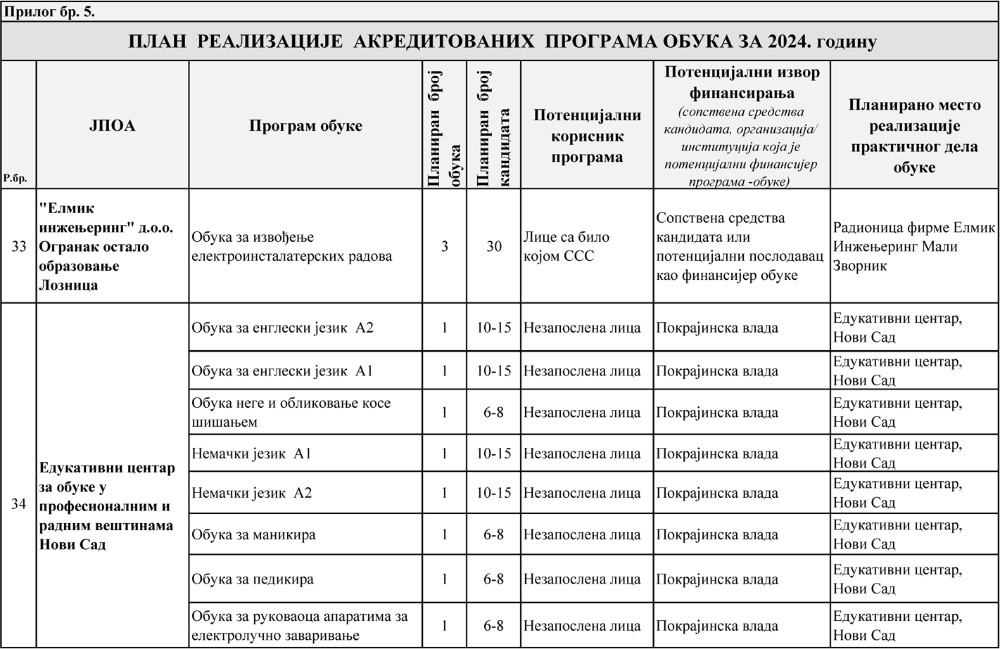 Прилог бр. 5.
ПЛАН РЕАЛИЗАЦИЈЕ АКРЕДИТОВАНИХ ПРОГРАМА ОБУКА ЗА 2024. годину
Р.бр.
ЈПОА
Програм обуке
Планиран број
обука
Планиран број
кандидата
Потенцијални
корисник
програма
Потенцијални извор
финансирања
(сопствена средства
кандидата, организација/
институција која је
потенцијални финансијер
програма -обуке)
Планирано место
реализације
практичног дела
обуке
33
"Елмик
инжењеринг" д.о.о.
Огранак остало
образовање
Лозница
Обука за извођење
електроинсталатерских радова
3
30
Лице са било
којом ССС
Сопствена средства
кандидата или
потенцијални послодавац
као финансијер обуке
Радионица фирме Елмик
Инжењеринг Мали
Зворник
34
Едукативни центар
за обуке у
професионалним и
радним вештинама
Нови Сад
Обука за енглески језик А2
1
10-15
Незапослена лица
Покрајинска влада
Едукативни центар,
Нови Сад
Обука за енглески језик А1
1
10-15
Незапослена лица
Покрајинска влада
Едукативни центар,
Нови Сад
Обука неге и обликовање косе
шишањем
1
6-8
Незапослена лица
Покрајинска влада
Едукативни центар,
Нови Сад
Немачки језик А1
1
10-15
Незапослена лица
Покрајинска влада
Едукативни центар,
Нови Сад
Немачки језик А2
1
10-15
Незапослена лица
Покрајинска влада
Едукативни центар,
Нови Сад
Обука за маникира
1
6-8
Незапослена лица
Покрајинска влада
Едукативни центар,
Нови Сад
Обука за педикира
1
6-8
Незапослена лица
Покрајинска влада
Едукативни центар,
Нови Сад
Обука за руковаоца апаратима за
електролучно заваривање
1
6-8
Незапослена лица
Покрајинска влада
Едукативни центар,
Нови Сад